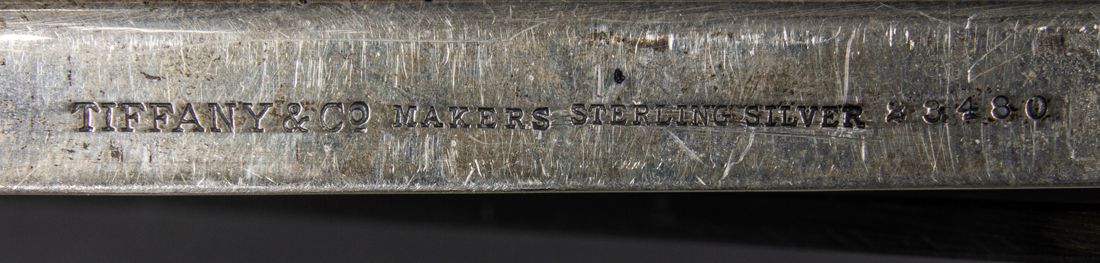 TIFFANY & Co MAKERS STERLING SILVER 23480